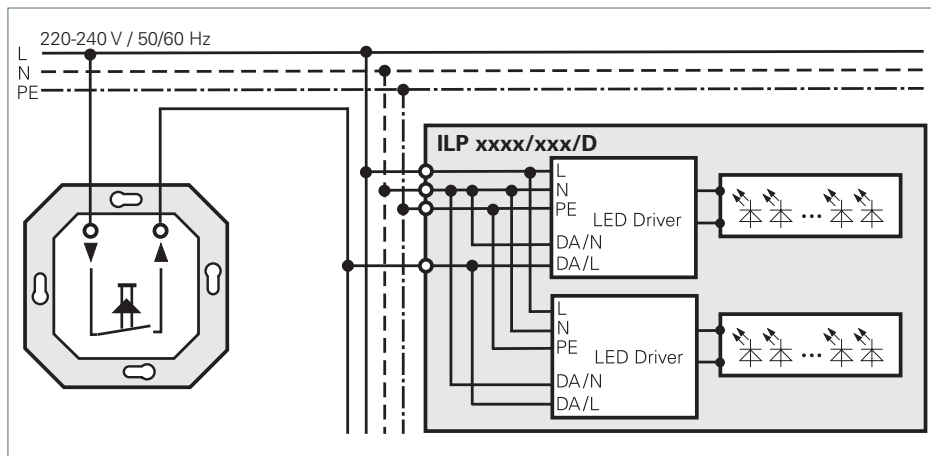 220-240 V / 50/60 Hz
L
N
PE
ILP xxxx/xxx/D
L
N
PE
LED Driver
DA/N
DA/L
L
N
PE
LED Driver
DA/N
DA/L